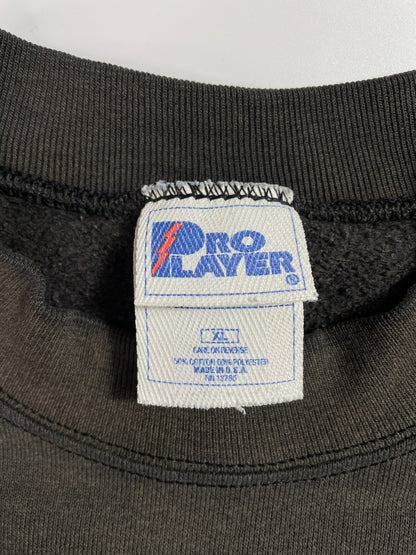 PRO
PLAYER®
XL
CARE ON REVERSE
50% COTTON 50% POLYESTER
MADE IN U.S.A.
RN 13765